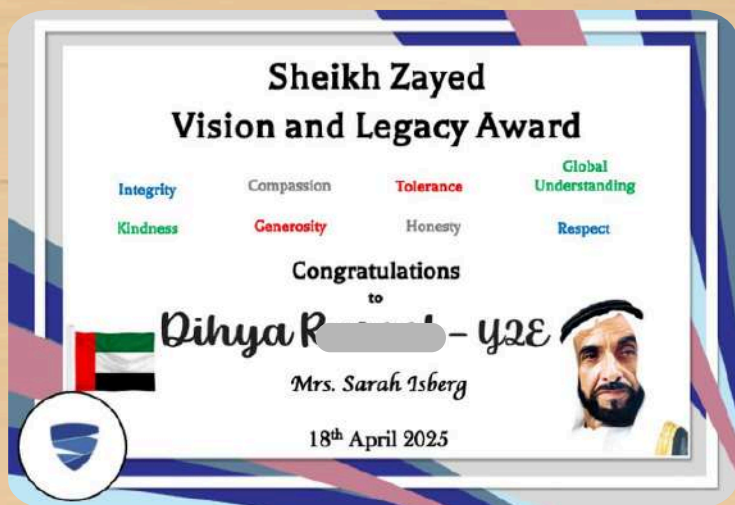 Sheikh Zayed
Vision and Legacy Award
Integrity Compassion Tolerance Global Understanding
Kindness Generosity Honesty Respect
Congratulations
to
Dihya – Y2E
Mrs. Sarah Isberg
18th April 2025